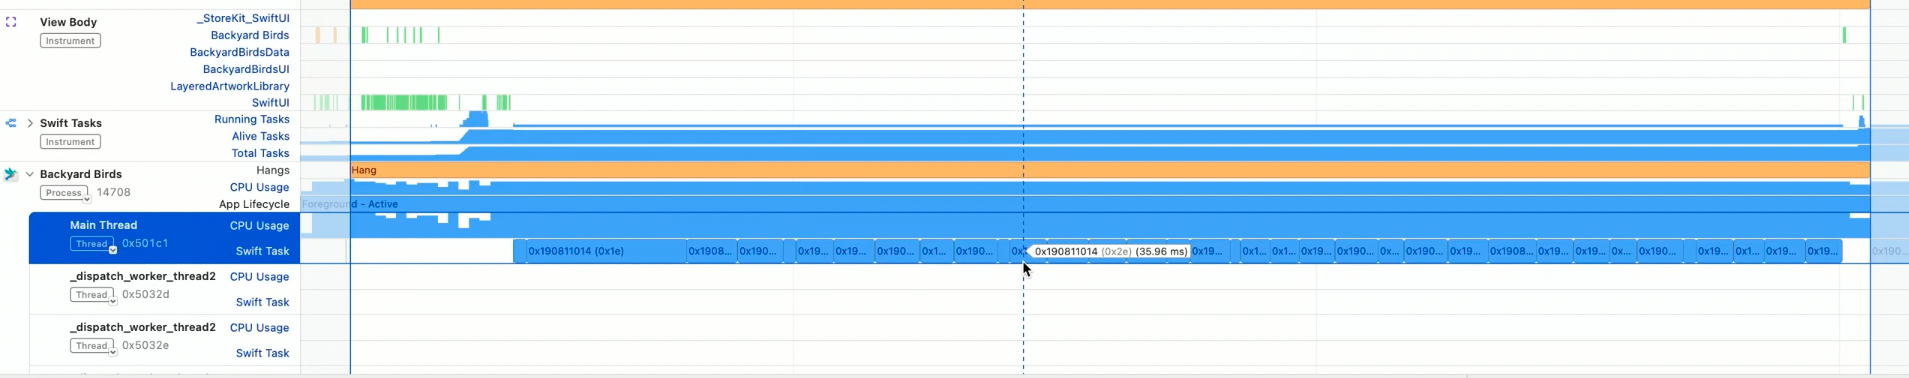 View Body
Instrument
_StoreKit_SwiftUI
Backyard Birds
BackyardBirdsData
BackyardBirdsUI
LayeredArtworkLibrary
SwiftUI
Swift Tasks
Instrument
Running Tasks
Alive Tasks
Total Tasks
Backyard Birds
Process 14708
Hangs
Hang
CPU Usage
App Lifecycle
Foreground - Active
Main Thread
Thread 0x501c1
CPU Usage
Swift Task
0x190811014 (0x1e) 0x1908... 0x190... 0x19... 0x19... 0x190... 0x1... 0x190... 0x190811014 (0x2e) (35.96 ms) 0x19... 0x1... 0x1... 0x19... 0x190... 0x... 0x190... 0x19... 0x1908... 0x19... 0x... 0x190... 0x19... 0x1... 0x19... 0x19... 0x190...
_dispatch_worker_thread2
Thread 0x5032d
CPU Usage
Swift Task
_dispatch_worker_thread2
Thread 0x5032e
CPU Usage
Swift Task